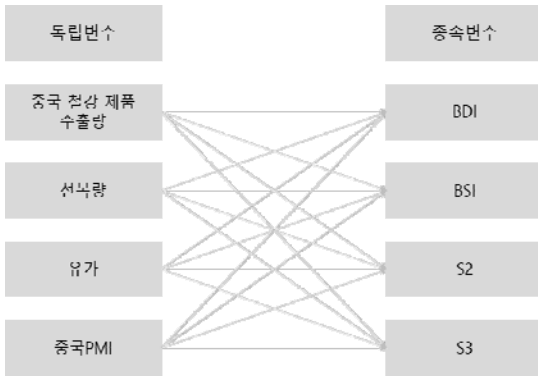 독립변수
종속변수
중국 철강 제품
수출량
BDI
선복량
BSI
유가
S2
중국PMI
S3